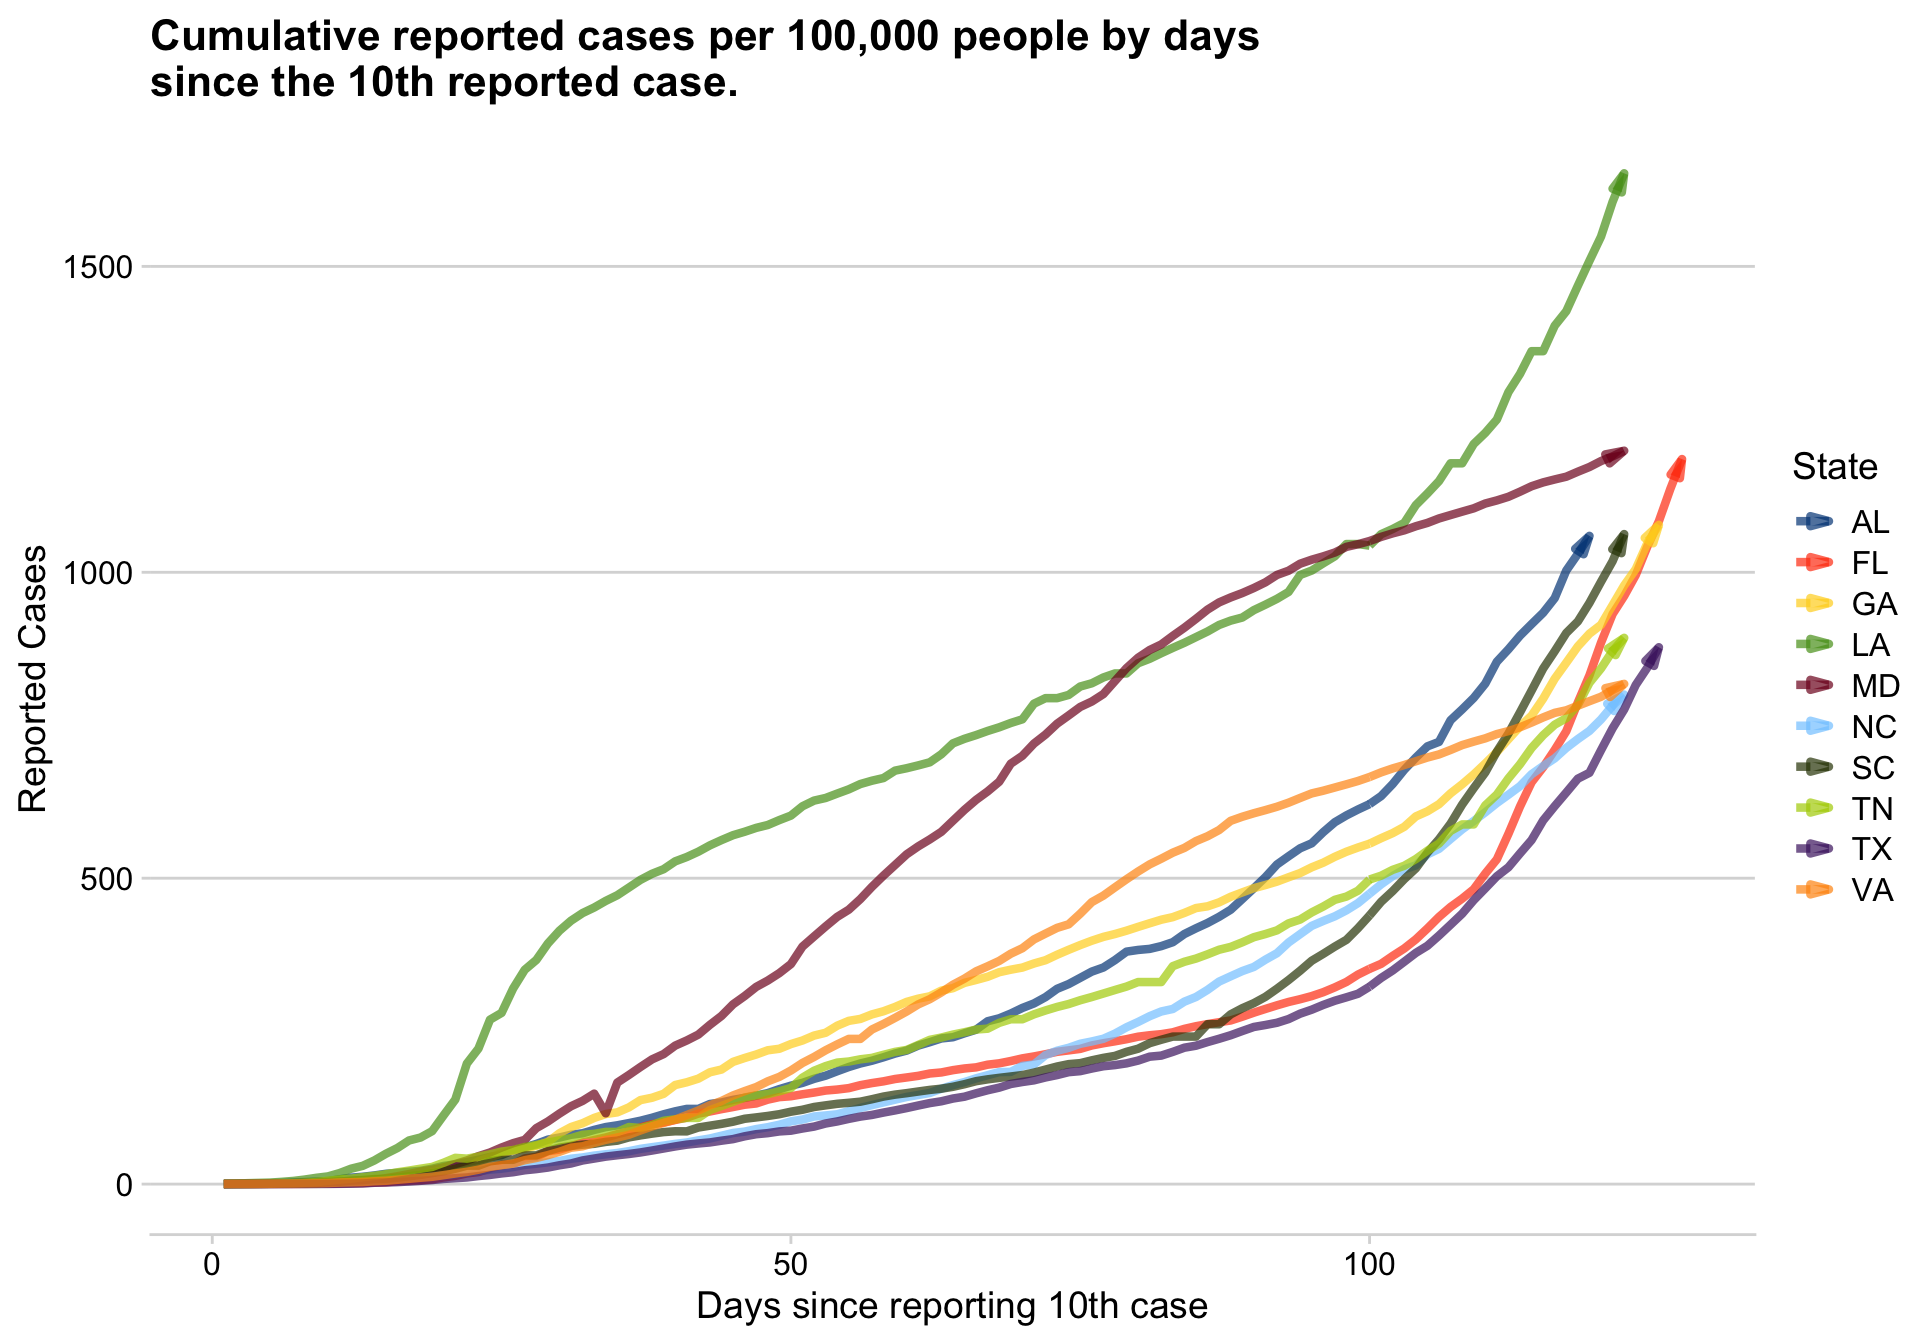 Cumulative reported cases per 100,000 people by days
since the 10th reported case.
1500
1000
500
0
Reported Cases
0
50
100
Days since reporting 10th case
State
AL
FL
GA
LA
MD
NC
SC
TN
TX
VA